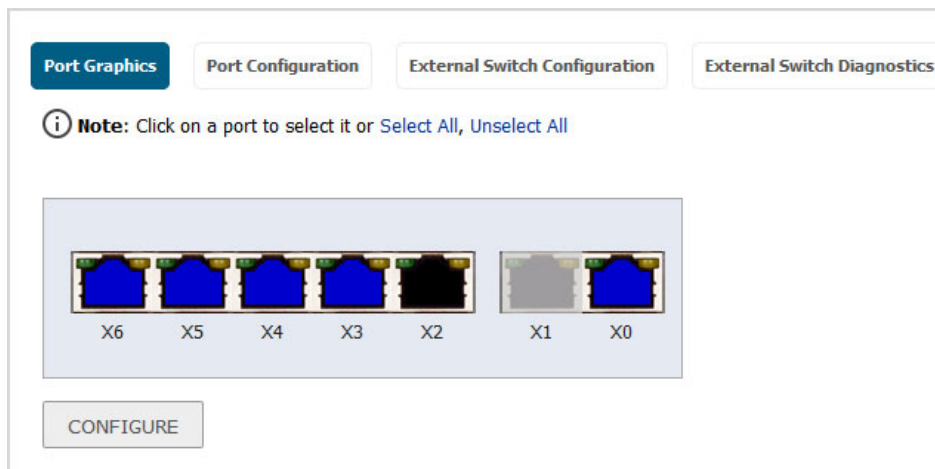 Port Graphics Port Configuration External Switch Configuration External Switch Diagnostics
Note: Click on a port to select it or Select All, Unselect All
X6 X5 X4 X3 X2 X1 X0
CONFIGURE